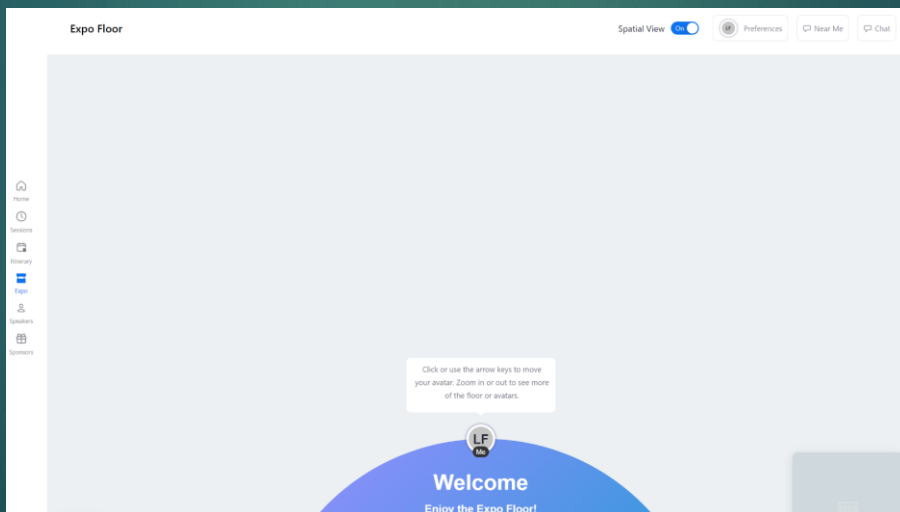 Expo Floor
Spatial View On LF Preferences Near Me Chat
Home
Sessions
Itinerary
Expo
Speakers
Sponsors
Click or use the arrow keys to move
your avatar. Zoom in or out to see more
of the floor or avatars.
LF
Me
Welcome
Enjoy the Expo Floor!